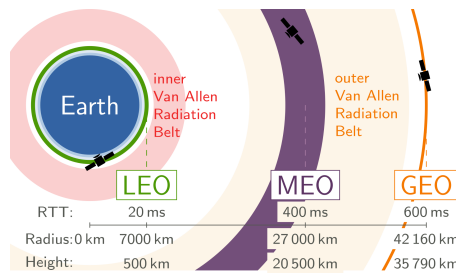 Earth
inner
Van Allen
Radiation
Belt
outer
Van Allen
Radiation
Belt
LEO MEO GEO
RTT: 20 ms 400 ms 600 ms
Radius: 0 km 7000 km 27 000 km 42 160 km
Height: 500 km 20 500 km 35 790 km